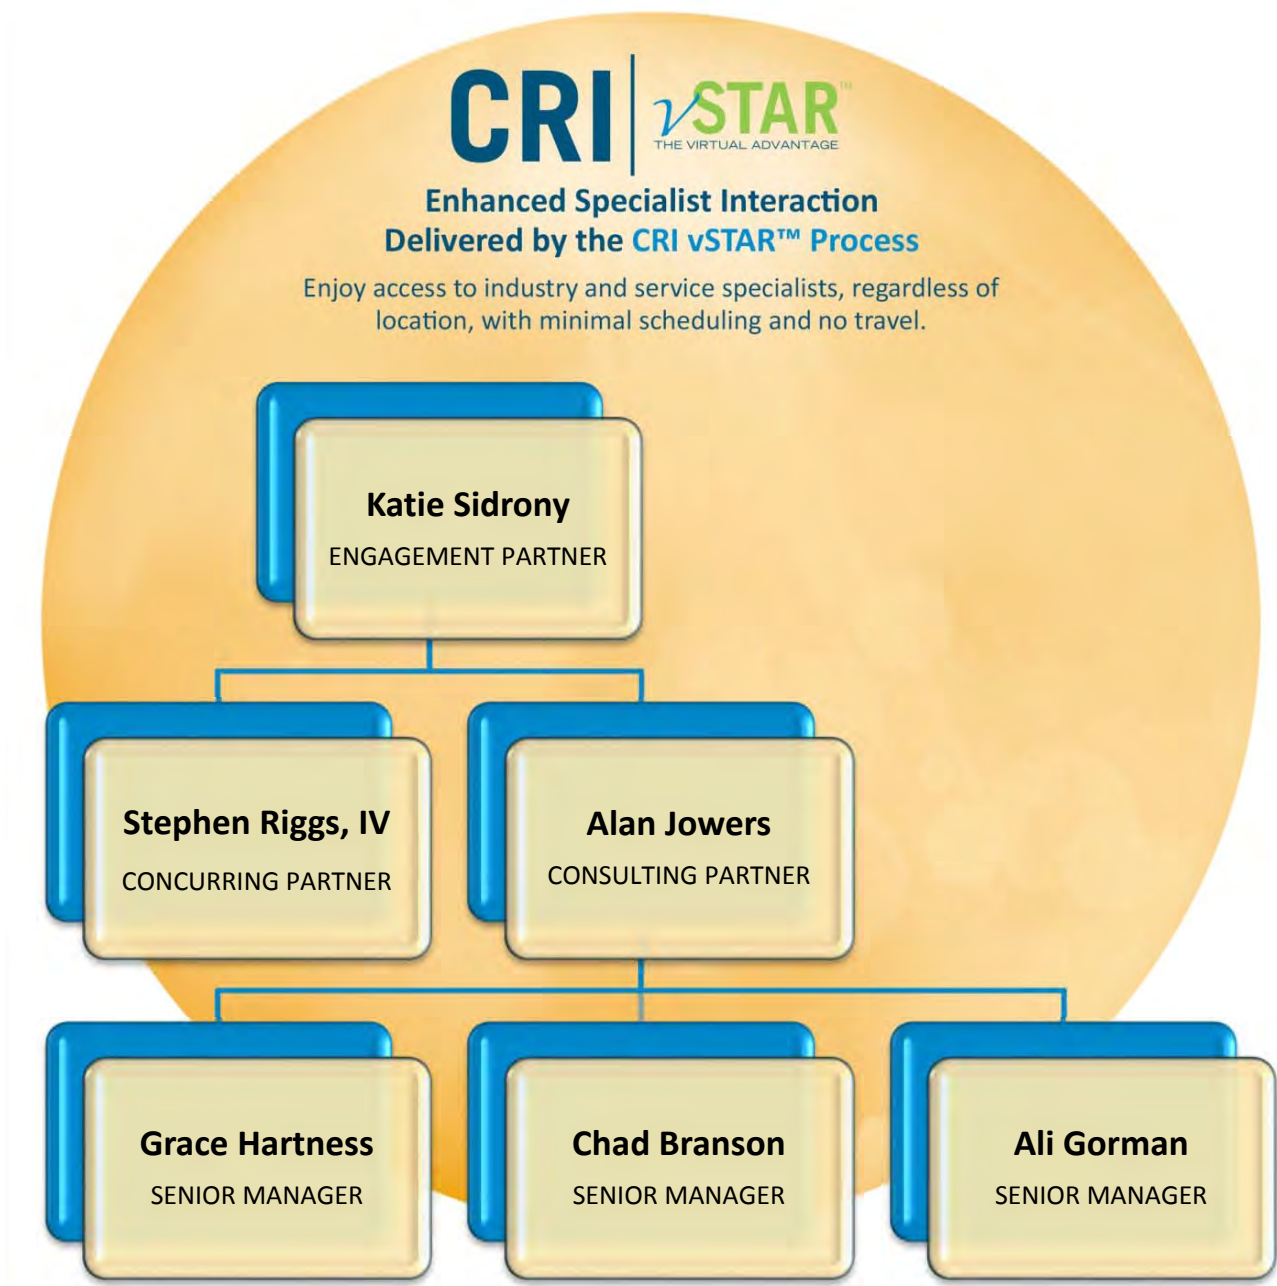 CRI vSTAR™
THE VIRTUAL ADVANTAGE
Enhanced Specialist Interaction
Delivered by the CRI vSTAR™ Process
Enjoy access to industry and service specialists, regardless of
location, with minimal scheduling and no travel.
Katie Sidrony
ENGAGEMENT PARTNER
Stephen Riggs, IV
CONCURRING PARTNER
Alan Jowers
CONSULTING PARTNER
Grace Hartness
SENIOR MANAGER
Chad Branson
SENIOR MANAGER
Ali Gorman
SENIOR MANAGER